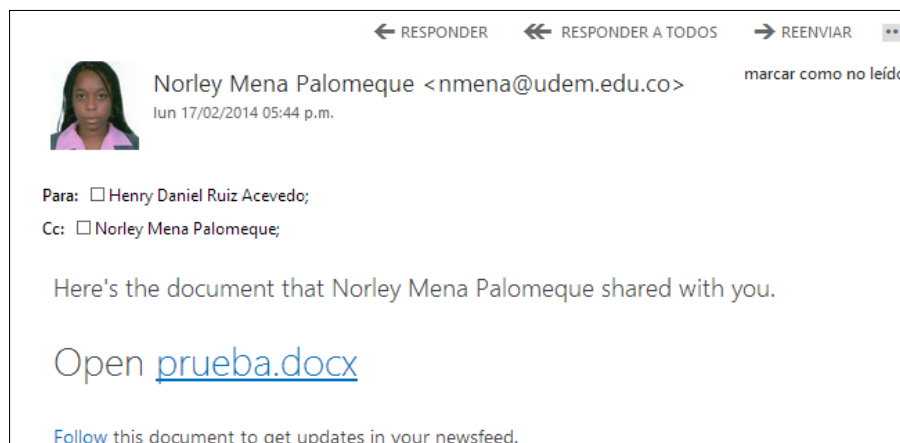 RESPONDER RESPONDER A TODOS REENVIAR
Norley Mena Palomeque <nmena@udem.edu.co> marcar como no leído
lun 17/02/2014 05:44 p.m.
Para: Henry Daniel Ruiz Acevedo;
Cc: Norley Mena Palomeque;
Here's the document that Norley Mena Palomeque shared with you.
Open prueba.docx
Follow this document to get updates in your newsfeed.